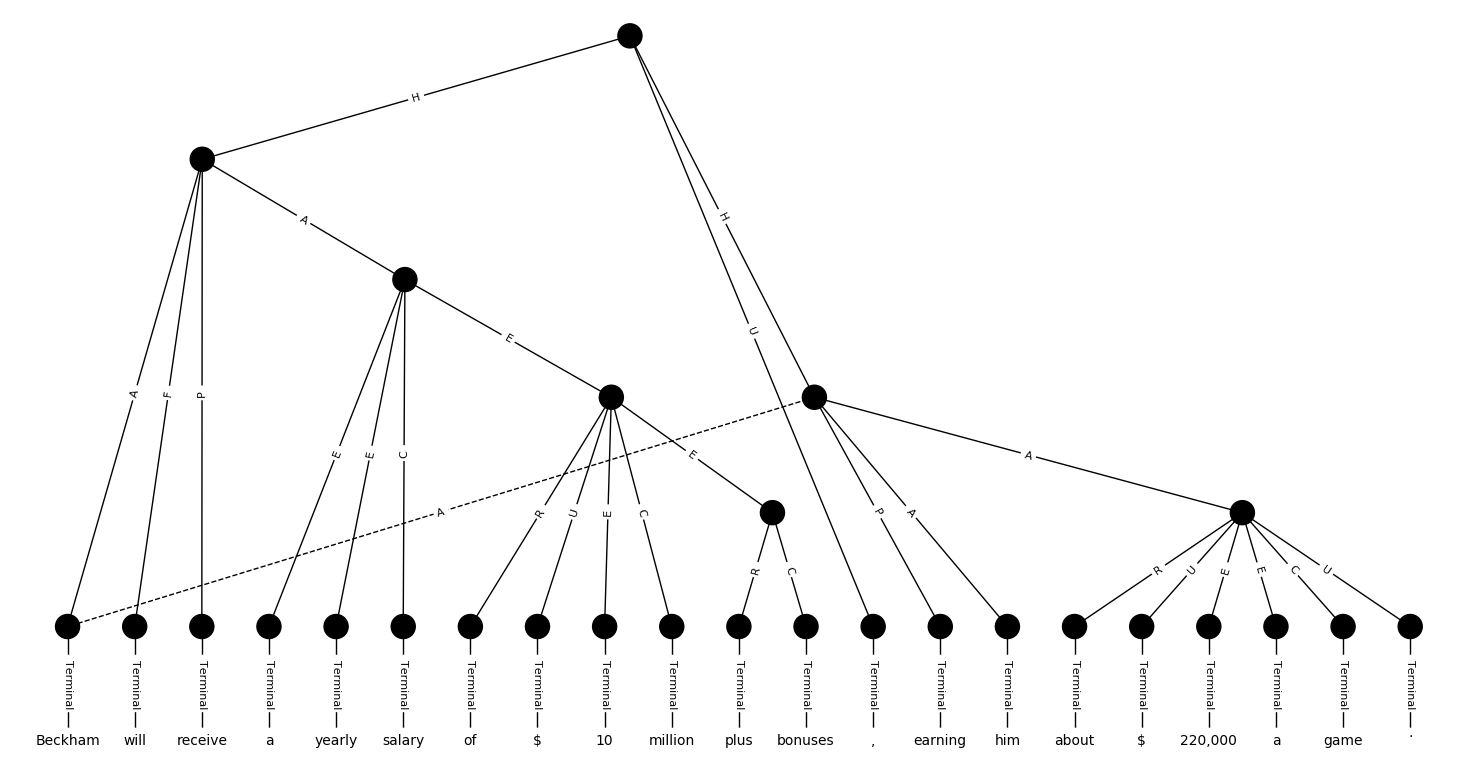 H
A
H
U
E
A F P
E E C
A
E
R U E C
P A
A
R C
R U E E C U
Terminal Terminal Terminal Terminal Terminal Terminal Terminal Terminal Terminal Terminal Terminal Terminal Terminal Terminal Terminal Terminal Terminal Terminal Terminal Terminal Terminal
Beckham will receive a yearly salary of $ 10 million plus bonuses , earning him about $ 220,000 a game .